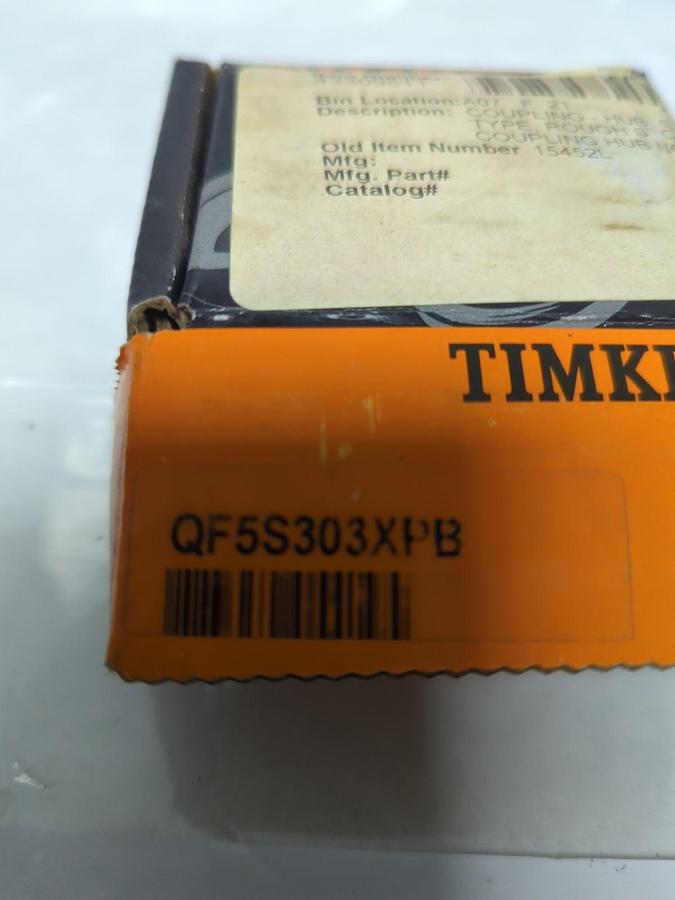 Bin Location:A07 F 21
Description: COUPLING - HUB
TYPE, ROUGH
COUPLING HUB
Old Item Number 15452L
Mfg:
Mfg. Part#
Catalog#
TIMK
QF5S303XPB